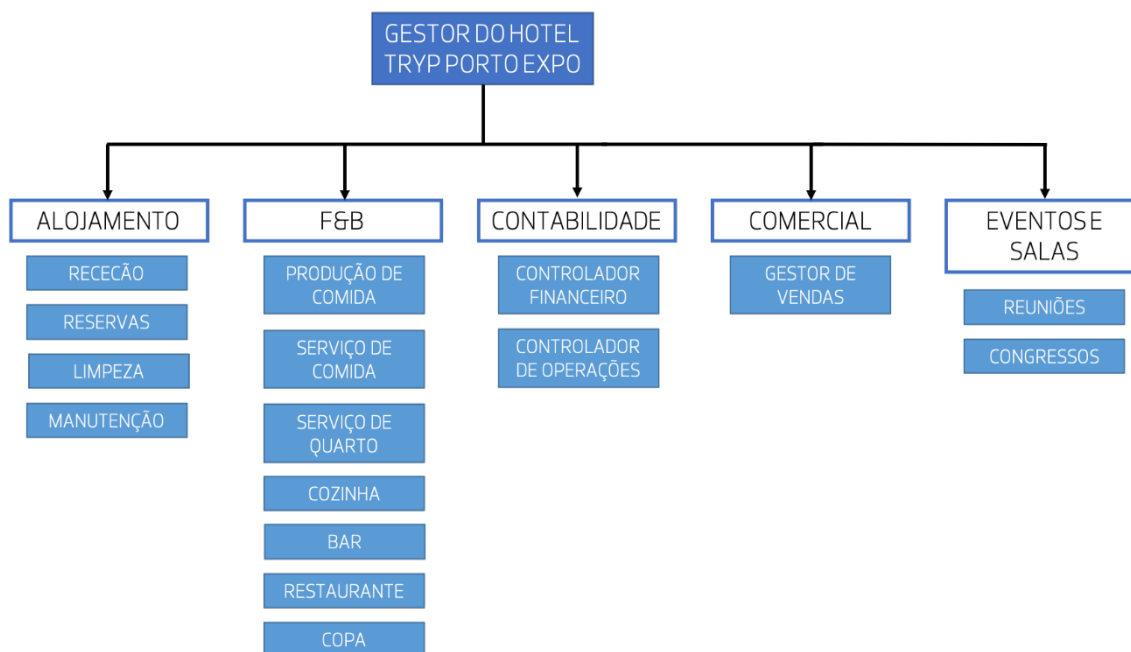 GESTOR DO HOTEL
TRYP PORTO EXPO
ALOJAMENTO
RECECÃO
RESERVAS
LIMPEZA
MANUTENÇÃO
F&B
PRODUÇÃO DE
COMIDA
SERVIÇO DE
COMIDA
SERVIÇO DE
QUARTO
COZINHA
BAR
RESTAURANTE
COPA
CONTABILIDADE
CONTROLADOR
FINANCEIRO
CONTROLADOR
DE OPERAÇÕES
COMERCIAL
GESTOR DE
VENDAS
EVENTOS E
SALAS
REUNIÕES
CONGRESSOS